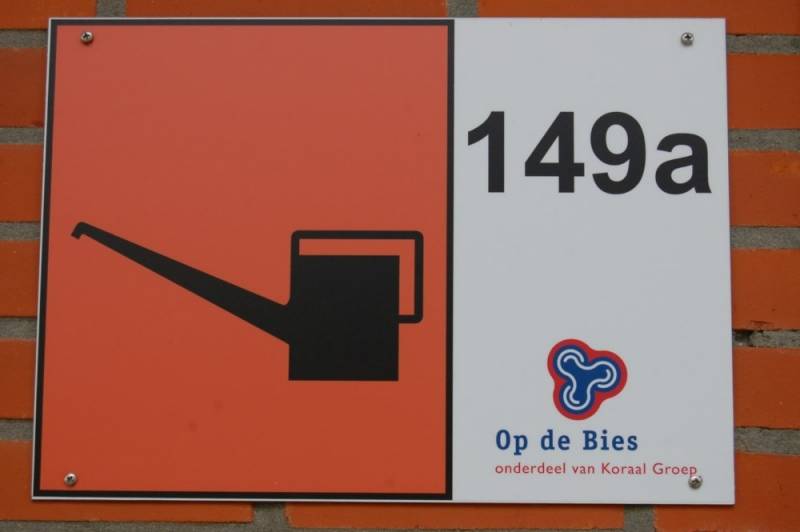 149a
Op de Bies
onderdeel van Koraal Groep